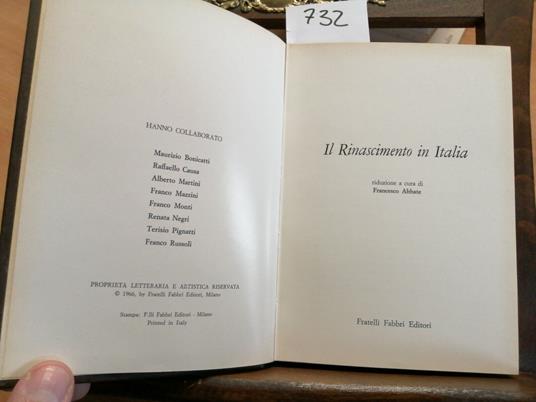 732
HANNO COLLABORATO
Maurizio Bonicatti
Raffaello Causa
Alberto Martini
Franco Mazzini
Franco Monti
Renata Negri
Terisio Pignatti
Franco Russoli
PROPRIETÀ LETTERARIA E ARTISTICA RISERVATA
© 1966, by Fratelli Fabbri Editori, Milano
Stampa: F.lli Fabbri Editori - Milano
Printed in Italy
Il Rinascimento in Italia
riduzione a cura di
Francesco Abbate
Fratelli Fabbri Editori